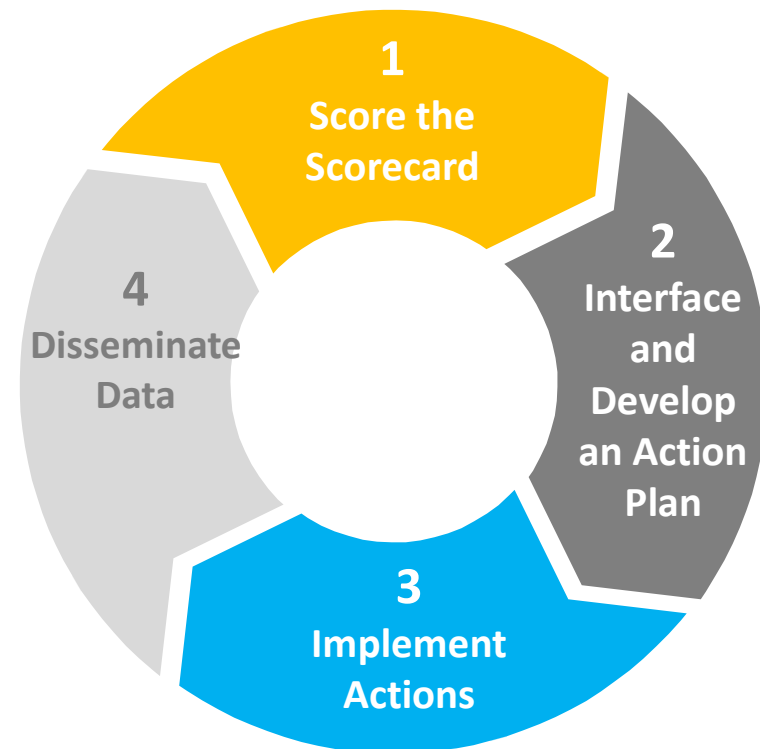 1
Score the
Scorecard
2
Interface
and
Develop
an Action
Plan
3
Implement
Actions
4
Disseminate
Data